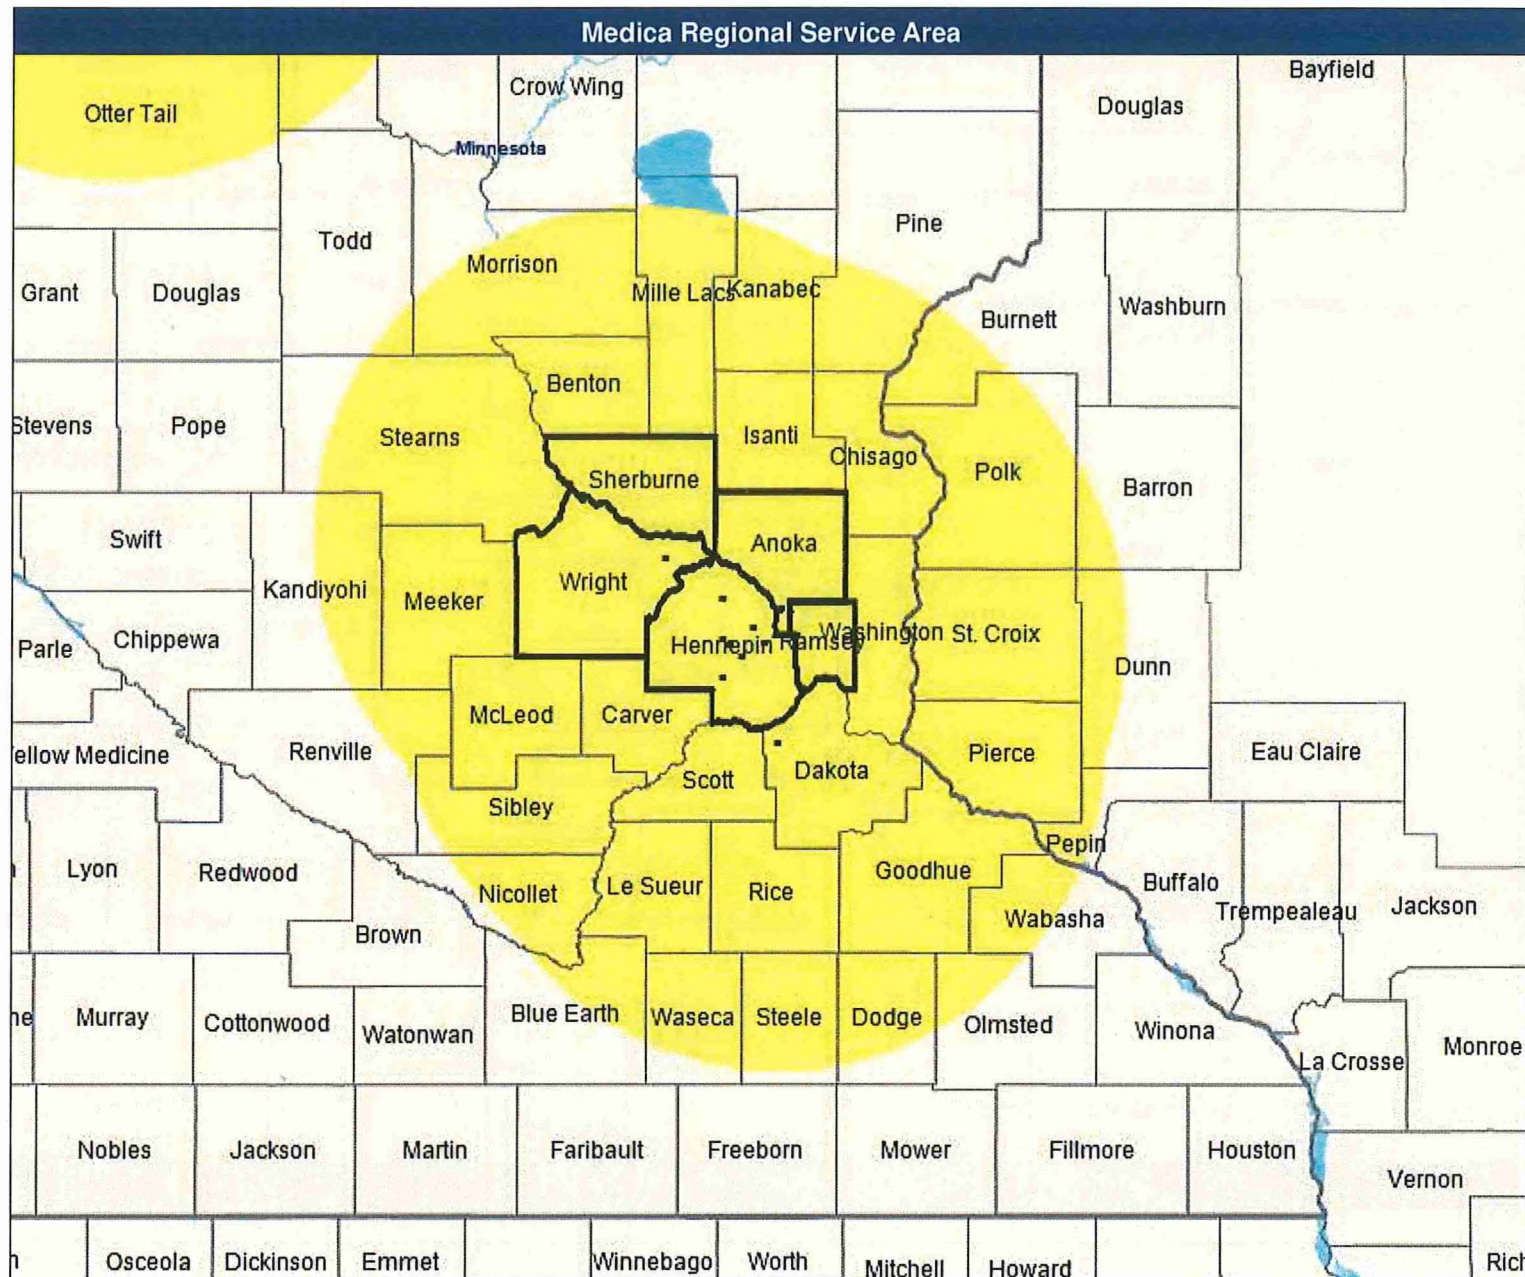 Medica Regional Service Area
Bayfield
Crow Wing
Douglas
Otter Tail
Minnesota
Pine
Todd
Morrison
Grant
Douglas
Mille Lacs
Kanabec
Washburn
Burnett
Benton
Stevens
Pope
Stearns
Isanti
Chisago
Polk
Barron
Sherburne
Swift
Anoka
Wright
Kandiyohi
Meeker
Chippewa
Parle
Hennepin
Ramsey
Washington
St. Croix
Dunn
McLeod
Carver
ellow Medicine
Renville
Scott
Dakota
Pierce
Eau Claire
Sibley
Pepin
Lyon
Redwood
Nicollet
Le Sueur
Rice
Goodhue
Buffalo
Trempealeau
Jackson
Wabasha
Brown
Murray
Cottonwood
Watonwan
Blue Earth
Waseca
Steele
Dodge
Olmsted
Winona
La Crosse
Monroe
Nobles
Jackson
Martin
Faribault
Freeborn
Mower
Fillmore
Houston
Vernon
Osceola
Dickinson
Emmet
Winnebago
Worth
Mitchell
Howard
Rich